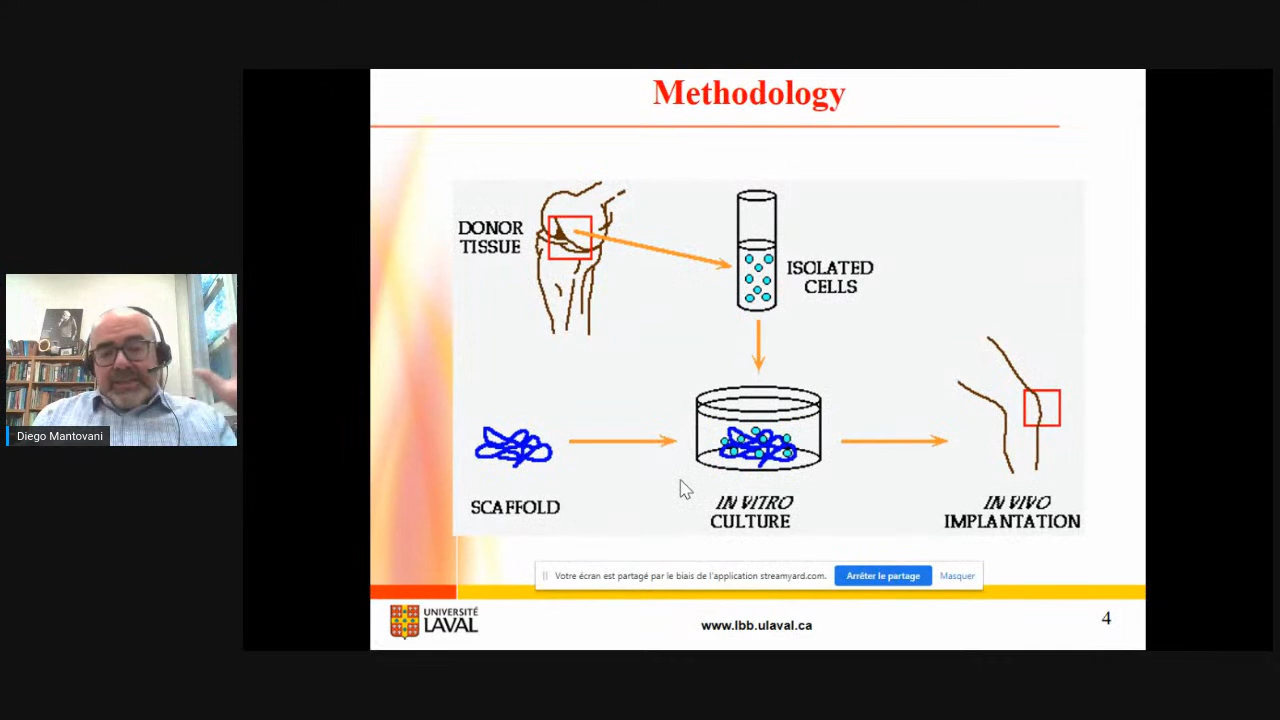 Methodology
DONOR
TISSUE
ISOLATED
CELLS
SCAFFOLD
IN VITRO
CULTURE
IN VIVO
IMPLANTATION
Diego Mantovani
Votre écran est partagé par le biais de l'application streamyard.com.
Arrêter le partage
Masquer
UNIVERSITÉ
LAVAL
www.lbb.ulaval.ca
4